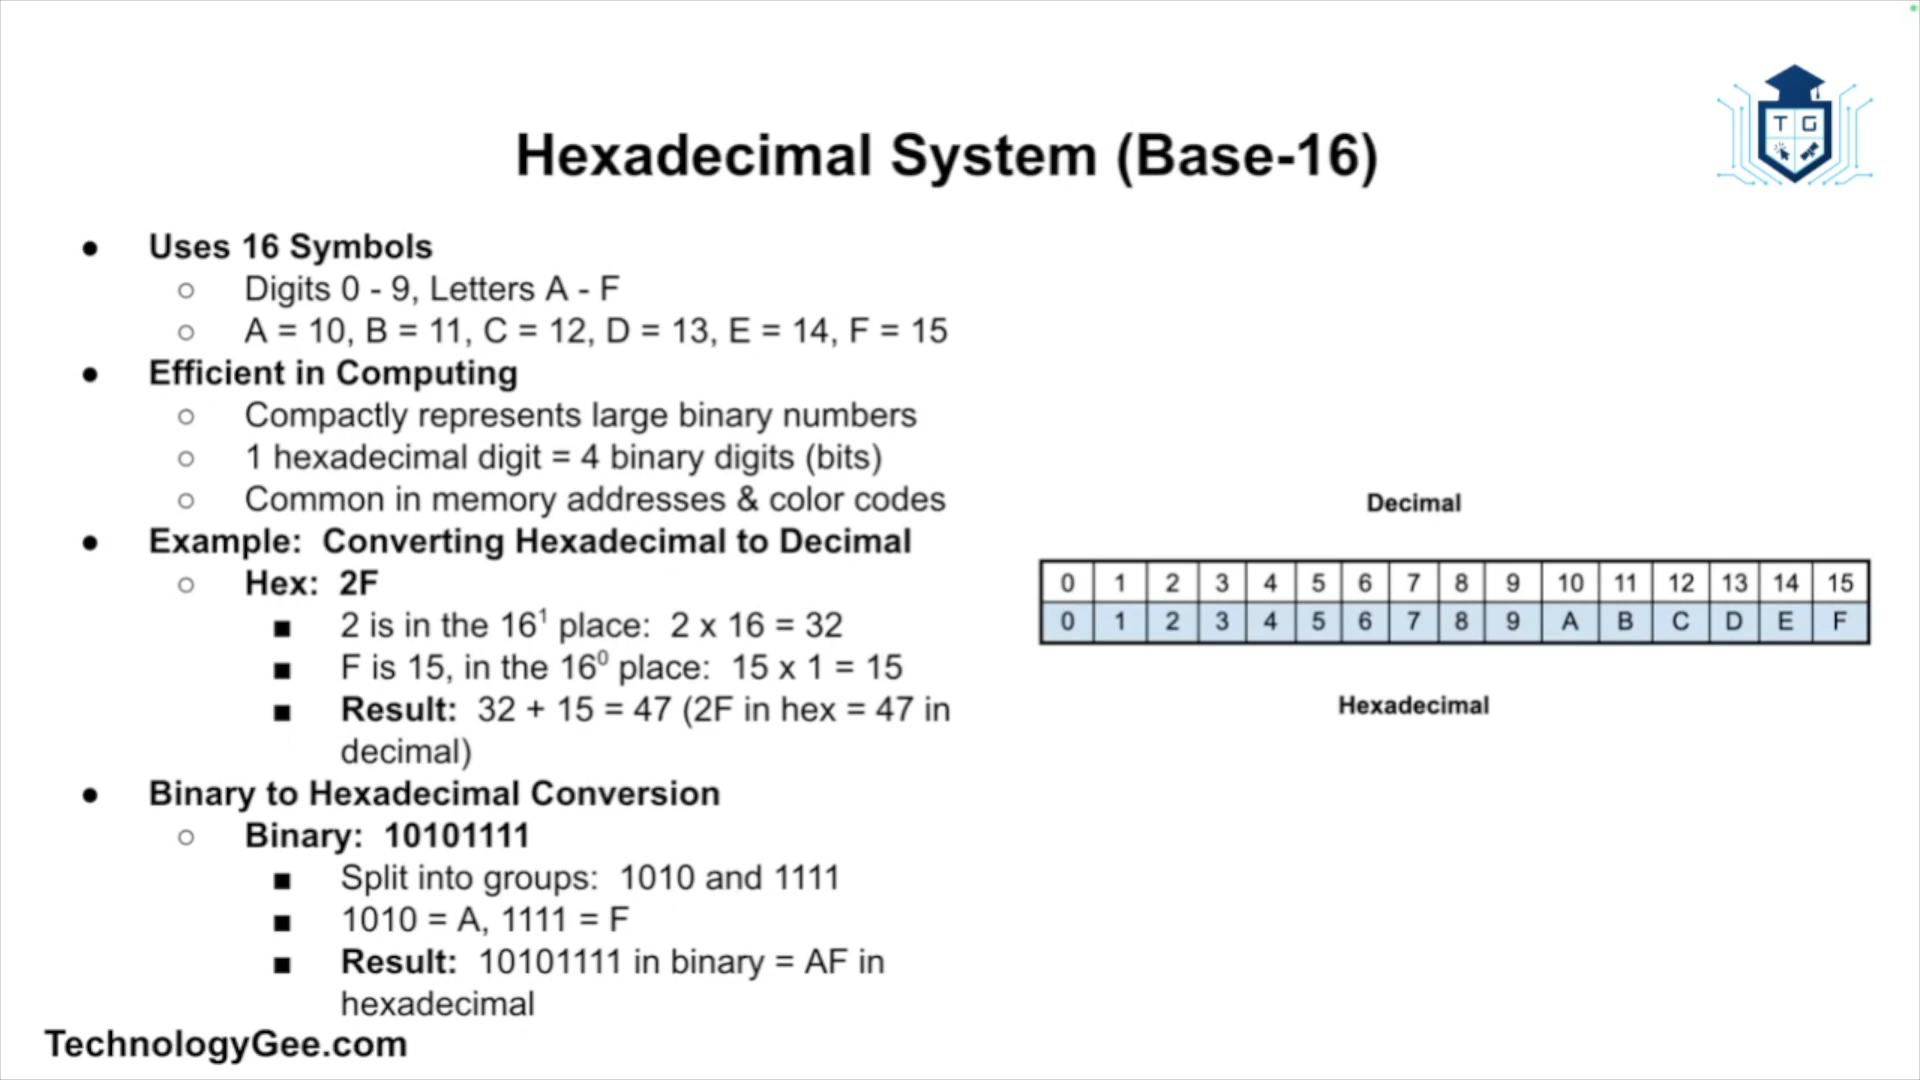 Hexadecimal System (Base-16)
T G
● Uses 16 Symbols
○ Digits 0 - 9, Letters A - F
○ A = 10, B = 11, C = 12, D = 13, E = 14, F = 15
● Efficient in Computing
○ Compactly represents large binary numbers
○ 1 hexadecimal digit = 4 binary digits (bits)
○ Common in memory addresses & color codes
● Example: Converting Hexadecimal to Decimal
○ Hex: 2F
■ 2 is in the 16¹ place: 2 x 16 = 32
■ F is 15, in the 16⁰ place: 15 x 1 = 15
■ Result: 32 + 15 = 47 (2F in hex = 47 in
decimal)
● Binary to Hexadecimal Conversion
○ Binary: 10101111
■ Split into groups: 1010 and 1111
■ 1010 = A, 1111 = F
■ Result: 10101111 in binary = AF in
hexadecimal
Decimal
0 1 2 3 4 5 6 7 8 9 10 11 12 13 14 15
0 1 2 3 4 5 6 7 8 9 A B C D E F
Hexadecimal
TechnologyGee.com